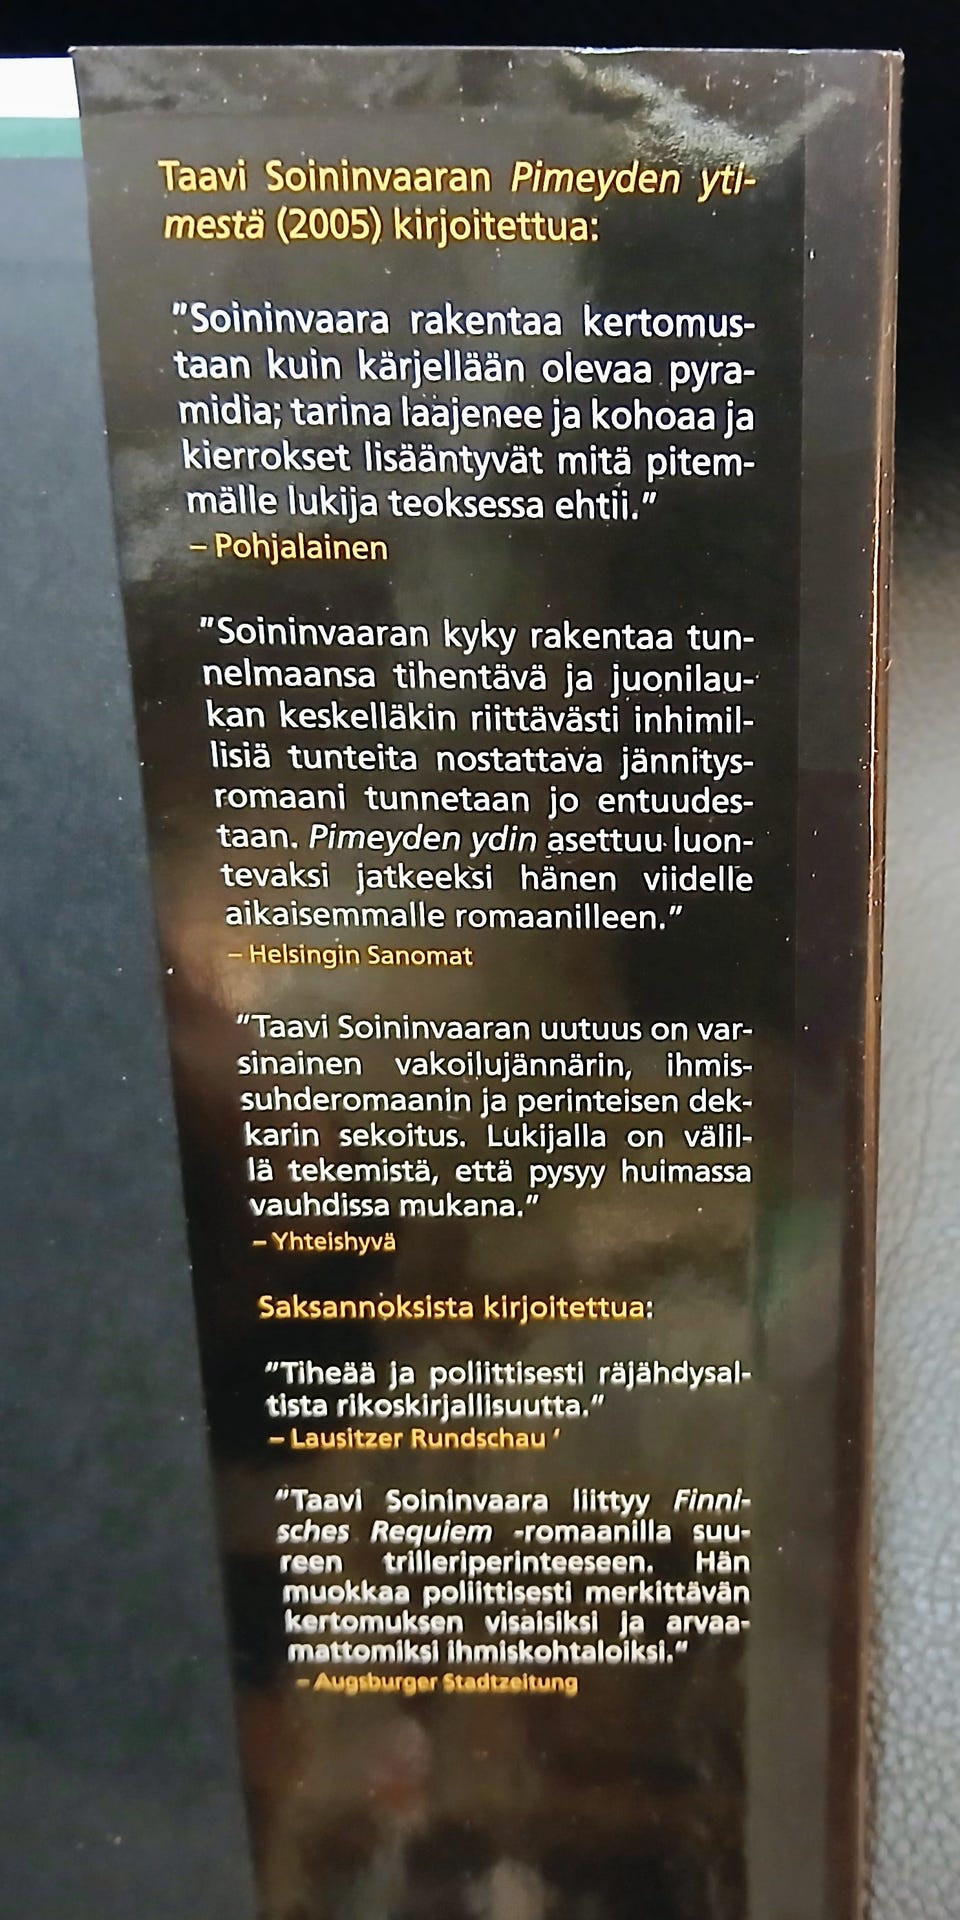 Taavi Soininvaaran Pimeyden yti-
mestä (2005) kirjoitettua:
"Soininvaara rakentaa kertomus-
taan kuin kärjellään olevaa pyra-
midia; tarina laajenee ja kohoaa ja
kierrokset lisääntyvät mitä pitem-
mälle lukija teoksessa ehtii."
– Pohjalainen
"Soininvaaran kyky rakentaa tun-
nelmaansa tihentävä ja juonilau-
kan keskelläkin riittävästi inhimil-
lisiä tunteita nostattava jännitys-
romaani tunnetaan jo entuudes-
taan. Pimeyden ydin asettuu luon-
tevaksi jatkeeksi hänen viidelle
aikaisemmalle romaanilleen."
– Helsingin Sanomat
"Taavi Soininvaaran uutuus on var-
sinainen vakoilujännärin, ihmis-
suhderomaanin ja perinteisen dek-
karin sekoitus. Lukijalla on välil-
lä tekemistä, että pysyy huimassa
vauhdissa mukana."
– Yhteishyvä
Saksannoksista kirjoitettua:
"Tiheää ja poliittisesti räjähdysal-
tista rikoskirjallisuutta."
– Lausitzer Rundschau '
"Taavi Soininvaara liittyy Finni-
sches Requiem -romaanilla suu-
reen trilleriperinteeseen. Hän
muokkaa poliittisesti merkittävän
kertomuksen visaisiksi ja arvaa-
mattomiksi ihmiskohtaloiksi."
– Augsburger Stadtzeitung